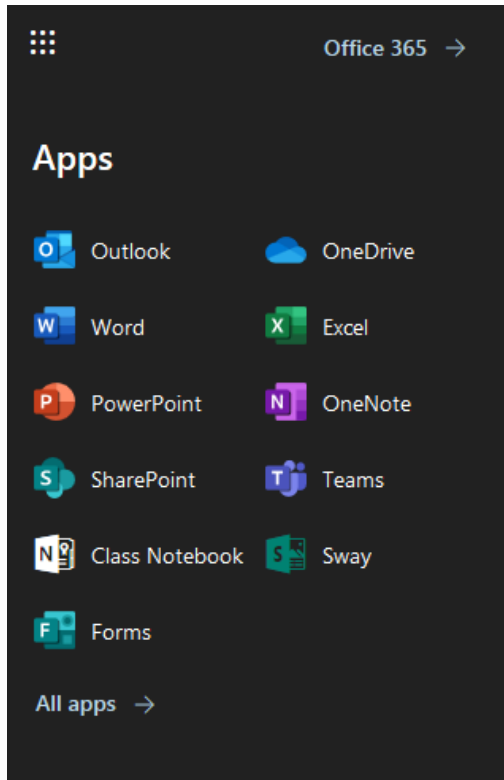 Office 365
Apps
Outlook OneDrive
Word Excel
PowerPoint OneNote
SharePoint Teams
Class Notebook Sway
Forms
All apps